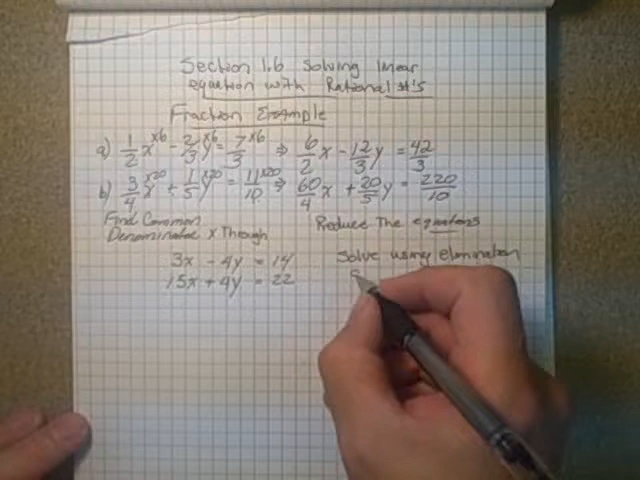 Section 1.6 Solving linear
equation with Rational #'s
Fraction Example
a) 1/2 x ×6 - 2/3 y ×6 = 7/3 ×6 ⇒ 6/2 x - 12/3 y = 42/3
b) 3/4 x ×20 + 1/5 y ×20 = 11/10 ×20 ⇒ 60/4 x + 20/5 y = 220/10
Find Common
Denominator x Through
Reduce The equations
3x - 4y = 14
15x + 4y = 22
Solve using elimination